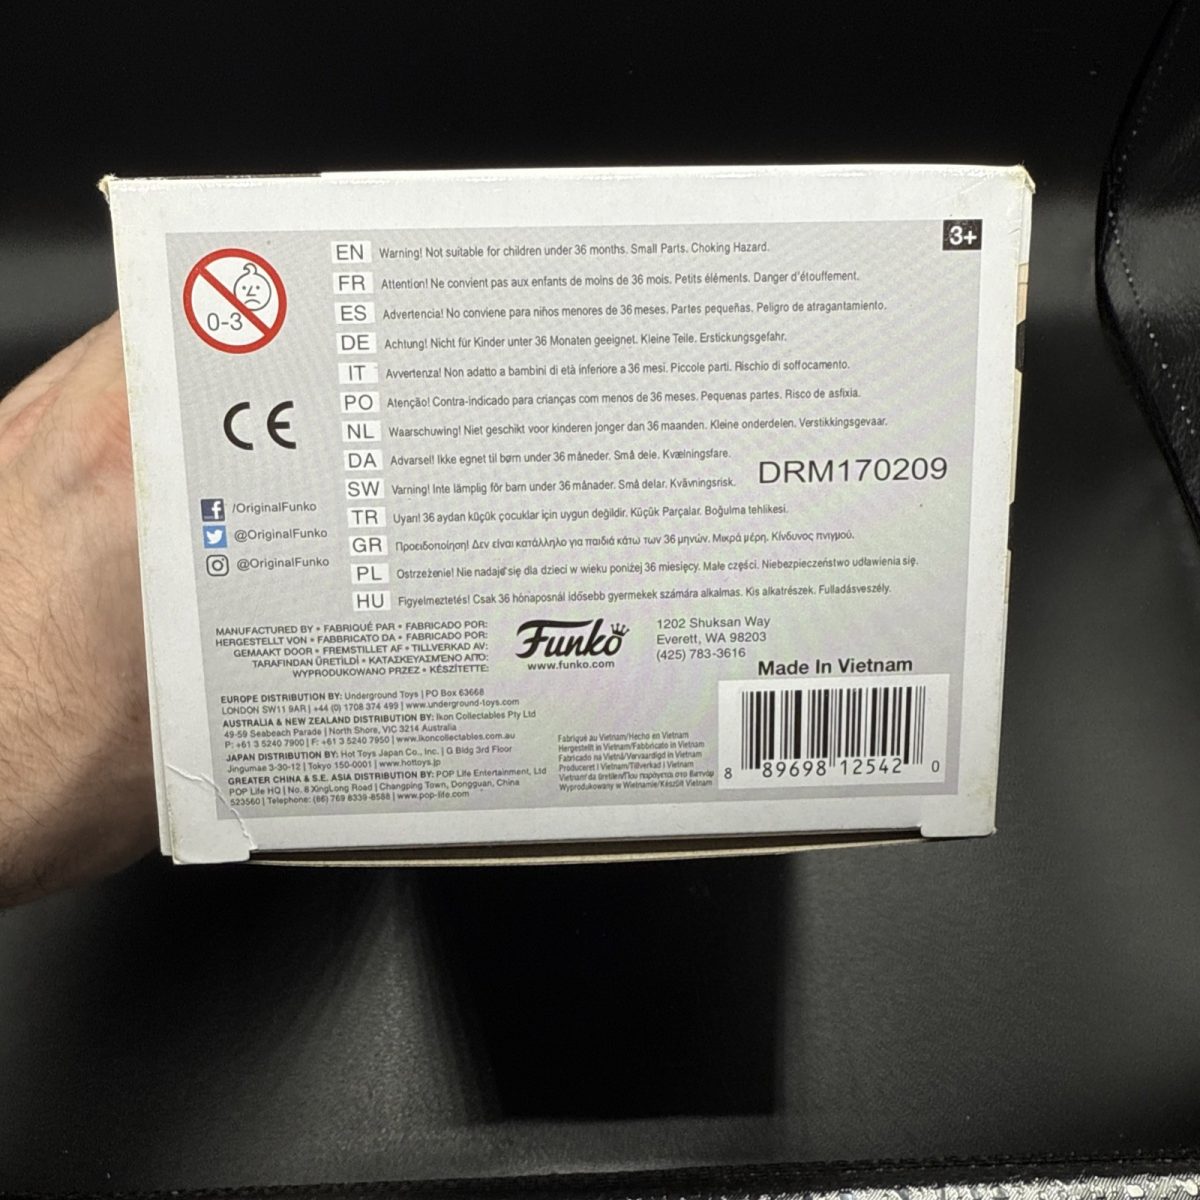 0-3
3+
EN Warning! Not suitable for children under 36 months. Small Parts. Choking Hazard.
FR Attention! Ne convient pas aux enfants de moins de 36 mois. Petits éléments. Danger d'étouffement.
ES Advertencia! No conviene para niños menores de 36 meses. Partes pequeñas. Peligro de atragantamiento.
DE Achtung! Nicht für Kinder unter 36 Monaten geeignet. Kleine Teile. Erstickungsgefahr.
IT Avvertenza! Non adatto a bambini di età inferiore a 36 mesi. Piccole parti. Rischio di soffocamento.
PO Atenção! Contra-indicado para crianças com menos de 36 meses. Pequenas partes. Risco de asfixia.
NL Waarschuwing! Niet geschikt voor kinderen jonger dan 36 maanden. Kleine onderdelen. Verstikkingsgevaar.
DA Advarsel! Ikke egnet til børn under 36 måneder. Små dele. Kvælningsfare.
SW Varning! Inte lämplig för barn under 36 månader. Små delar. Kvävningsrisk.
TR Uyarı! 36 aydan küçük çocuklar için uygun değildir. Küçük Parçalar. Boğulma tehlikesi.
GR Προειδοποίηση! Δεν είναι κατάλληλο για παιδιά κάτω των 36 μηνών. Μικρά μέρη. Κίνδυνος πνιγμού.
PL Ostrzeżenie! Nie nadaje się dla dzieci w wieku poniżej 36 miesięcy. Małe części. Niebezpieczeństwo udławienia się.
HU Figyelmeztetés! Csak 36 hónaposnál idősebb gyermekek számára alkalmas. Kis alkatrészek. Fulladásveszély.
CE
DRM170209
/OriginalFunko
@OriginalFunko
@OriginalFunko
MANUFACTURED BY • FABRIQUÉ PAR • FABRICADO POR:
HERGESTELLT VON • FABBRICATO DA • FABRICADO POR:
GEMAAKT DOOR • FREMSTILLET AF • TILLVERKAD AV:
TARAFINDAN ÜRETİLDİ • ΚΑΤΑΣΚΕΥΑΣΜΕΝΟ ΑΠΟ:
WYPRODUKOWANO PRZEZ • KÉSZÍTETTE:
Funko
www.funko.com
1202 Shuksan Way
Everett, WA 98203
(425) 783-3616
Made In Vietnam
EUROPE DISTRIBUTION BY: Underground Toys | PO Box 63668
LONDON SW11 9AR | +44 (0) 1708 374 499 | www.underground-toys.com
AUSTRALIA & NEW ZEALAND DISTRIBUTION BY: Ikon Collectables Pty Ltd
49-59 Seabeach Parade | North Shore, VIC 3214 Australia
P: +61 3 5240 7900 | F: +61 3 5240 7950 | www.ikoncollectables.com.au
JAPAN DISTRIBUTION BY: Hot Toys Japan Co., Inc. | G Bldg 3rd Floor
Jingumae 3-30-12 | Tokyo 150-0001 | www.hottoys.jp
GREATER CHINA & S.E. ASIA DISTRIBUTION BY: POP Life Entertainment, Ltd
POP Life HQ | No. 8 XingLong Road | Changping Town, Dongguan, China
523560 | Telephone: (86) 769 8339-8588 | www.pop-life.com
Fabriqué au Vietnam/Hecho en Vietnam
Hergestellt in Vietnam/Fabbricato in Vietnam
Fabricado na Vietnã/Vervaardigd in Vietnam
Produceret i Vietnam/Tillverkad i Vietnam
Vietnam' da üretilen/Που παράγεται στο Βιετνάμ
Wyprodukowany w Wietnamie/Készült Vietnam
8 89698 12542 0